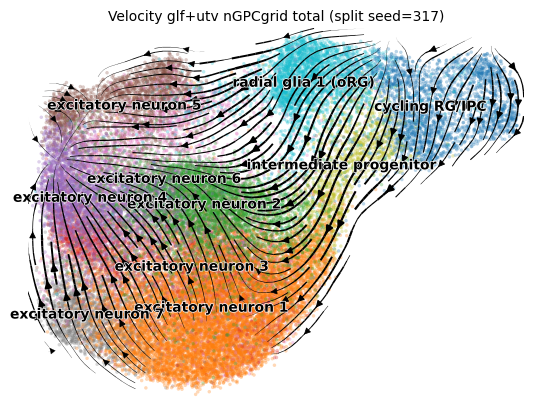 Velocity glf+utv nGPCgrid total (split seed=317)
radial glia 1 (oRG)
excitatory neuron 5
cycling RG/IPC
intermediate progenitor
excitatory neuron 6
excitatory neuron 4
excitatory neuron 2
excitatory neuron 3
excitatory neuron 1
excitatory neuron 7